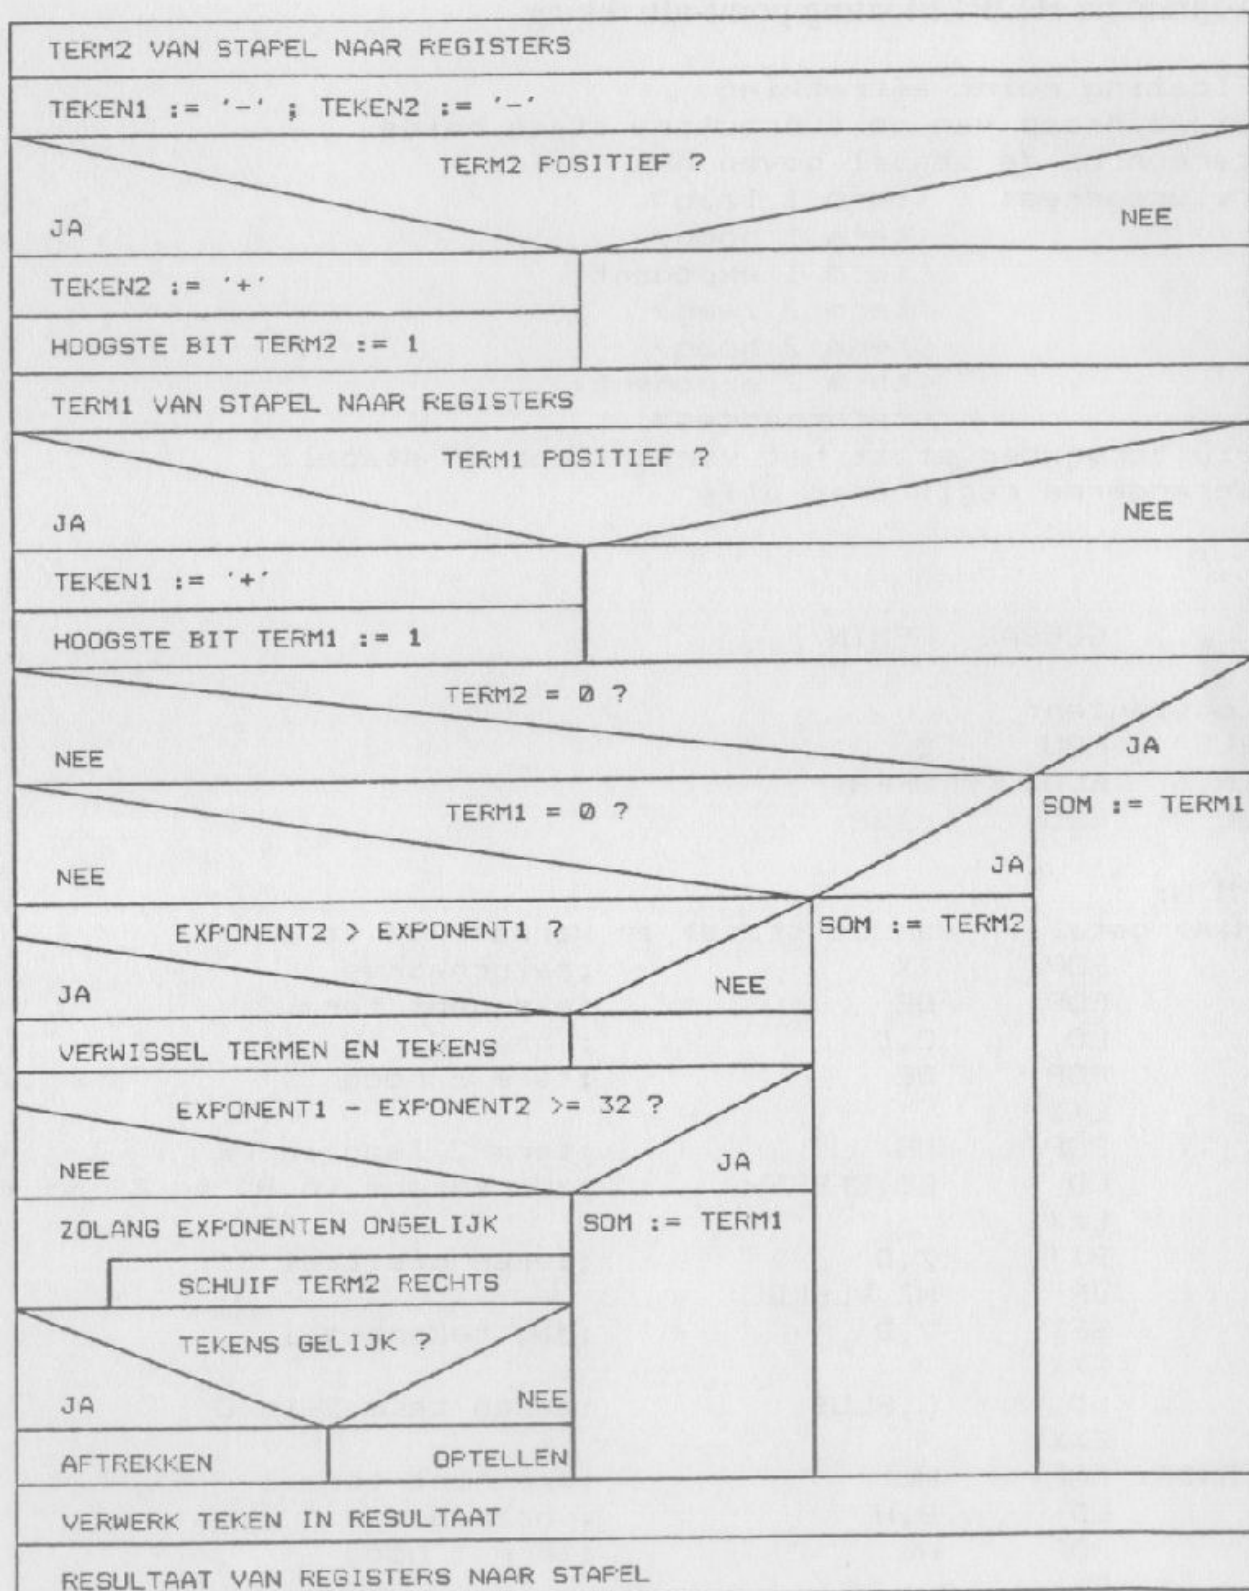 TERM2 VAN STAPEL NAAR REGISTERS
TEKEN1 := '-' ; TEKEN2 := '-'
TERM2 POSITIEF ?
JA
NEE
TEKEN2 := '+'
HOOGSTE BIT TERM2 := 1
TERM1 VAN STAPEL NAAR REGISTERS
TERM1 POSITIEF ?
JA
NEE
TEKEN1 := '+'
HOOGSTE BIT TERM1 := 1
TERM2 = 0 ?
NEE
JA
TERM1 = 0 ?
SOM := TERM1
NEE
JA
EXPONENT2 > EXPONENT1 ?
SOM := TERM2
JA
NEE
VERWISSEL TERMEN EN TEKENS
EXPONENT1 - EXPONENT2 >= 32 ?
NEE
JA
ZOLANG EXPONENTEN ONGELIJK
SOM := TERM1
SCHUIF TERM2 RECHTS
TEKENS GELIJK ?
JA
NEE
AFTREKKEN
OPTELLEN
VERWERK TEKEN IN RESULTAAT
RESULTAAT VAN REGISTERS NAAR STAPEL